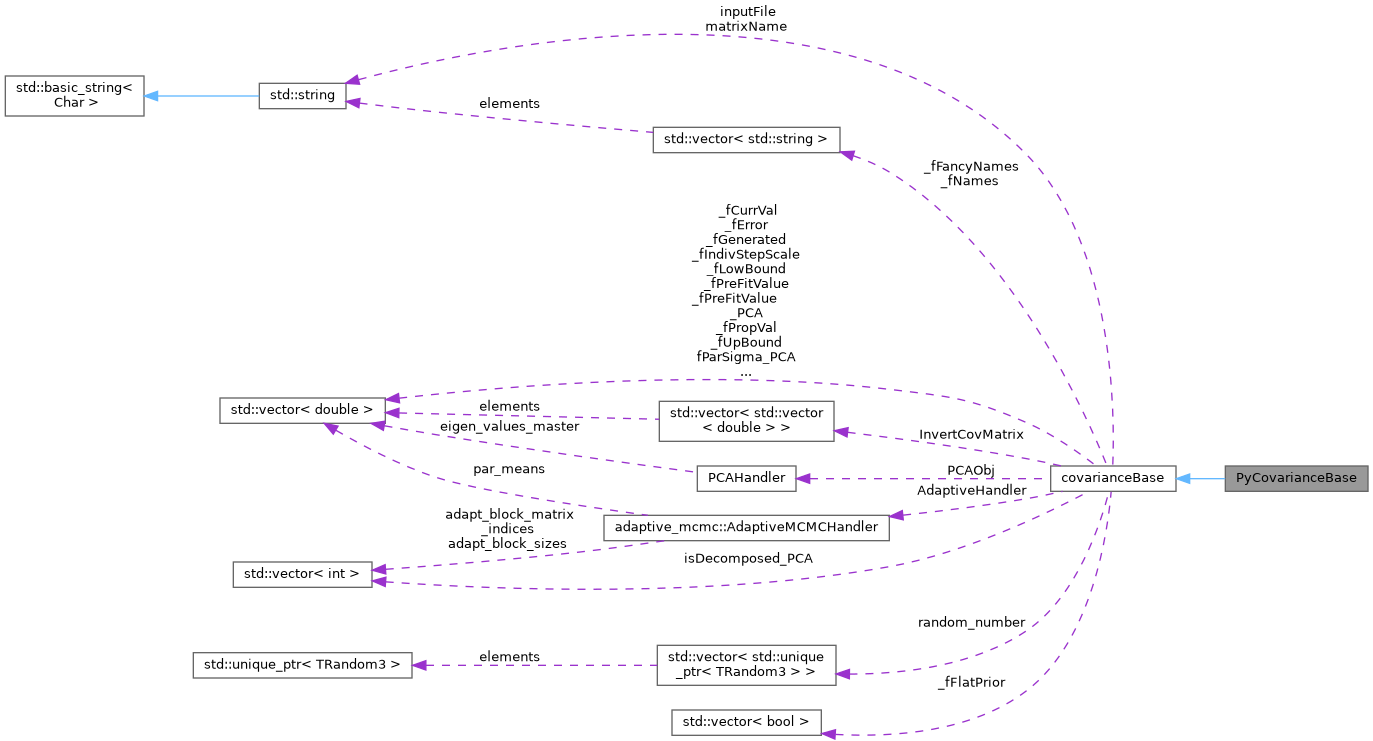 inputFile
matrixName
std::basic_string<
Char >
std::string
elements
std::vector< std::string >
_fFancyNames
_fNames
_fCurrVal
_fError
_fGenerated
_fIndivStepScale
_fLowBound
_fPreFitValue
_fPreFitValue
_PCA
_fPropVal
_fUpBound
fParSigma_PCA
...
std::vector< double >
elements
std::vector< std::vector
< double > >
eigen_values_master
InvertCovMatrix
par_means
PCAHandler
PCAObj
covarianceBase
PyCovarianceBase
AdaptiveHandler
adapt_block_matrix
_indices
adapt_block_sizes
adaptive_mcmc::AdaptiveMCMCHandler
std::vector< int >
isDecomposed_PCA
random_number
std::unique_ptr< TRandom3 >
elements
std::vector< std::unique
_ptr< TRandom3 > >
_fFlatPrior
std::vector< bool >